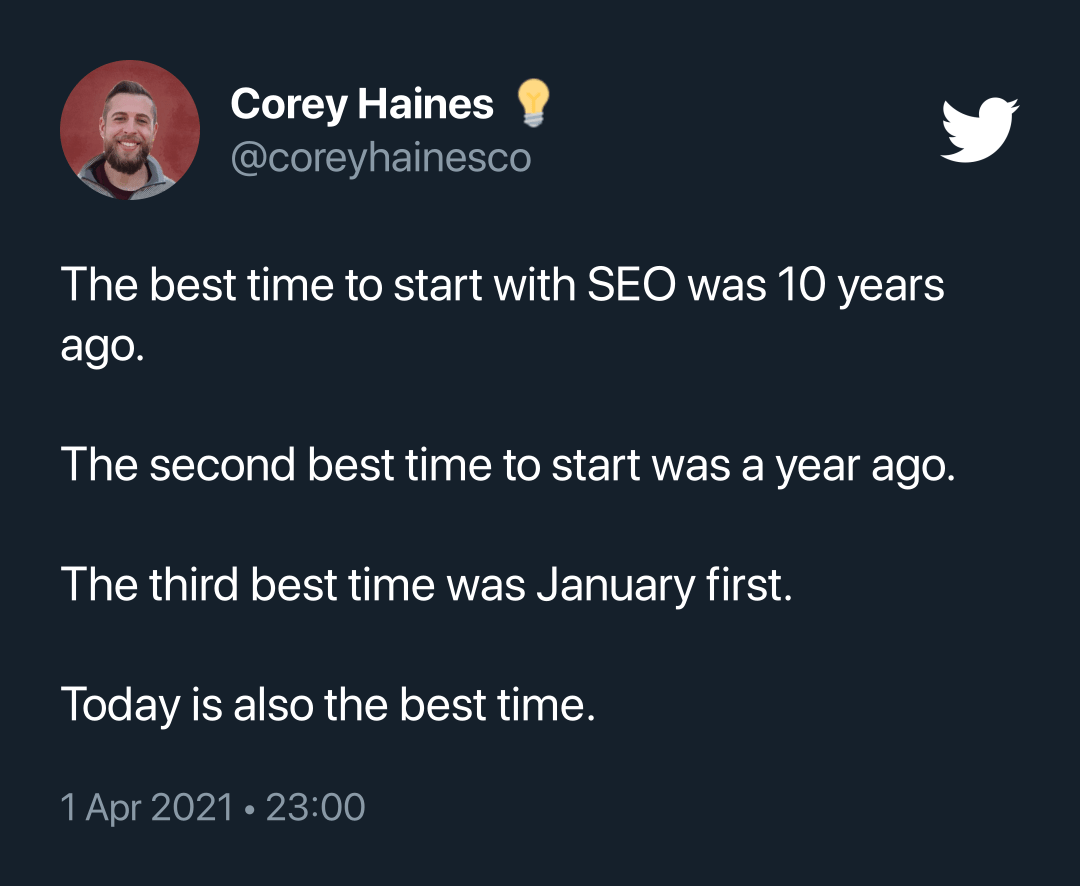 Corey Haines 💡
@coreyhainesco
The best time to start with SEO was 10 years
ago.
The second best time to start was a year ago.
The third best time was January first.
Today is also the best time.
1 Apr 2021 • 23:00